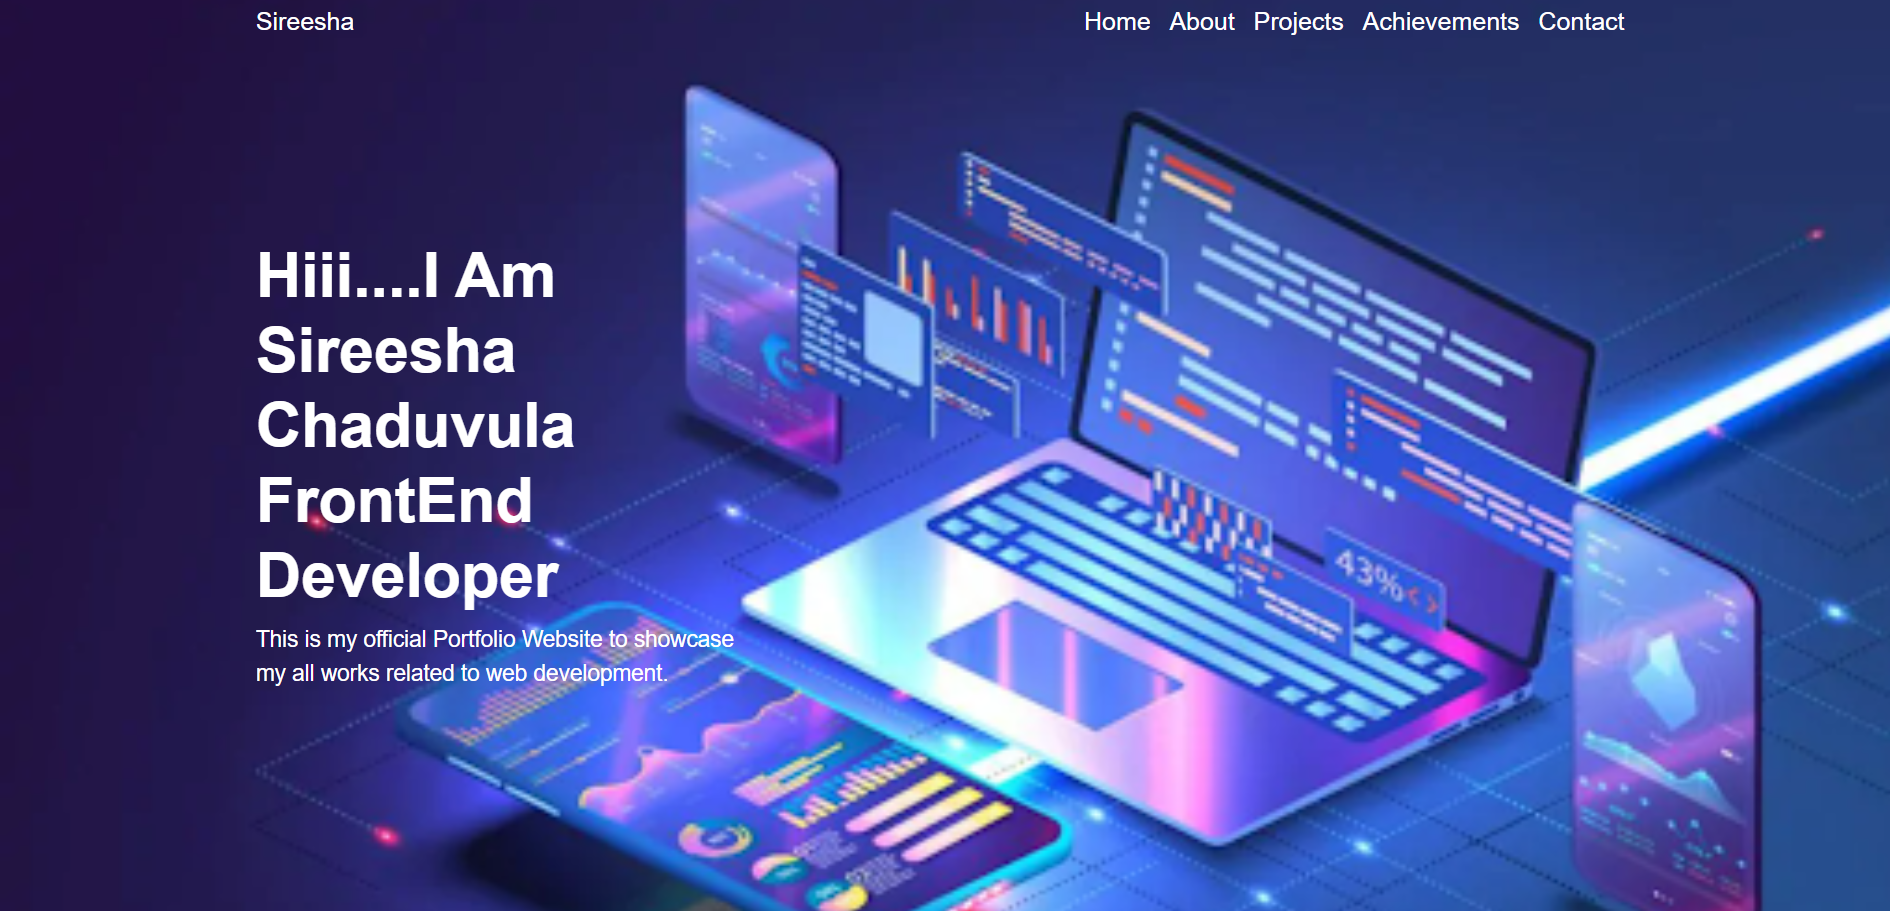 Sireesha
Home About Projects Achievements Contact
Hiii....I Am
Sireesha
Chaduvula
FrontEnd
Developer
This is my official Portfolio Website to showcase
my all works related to web development.
43%<>